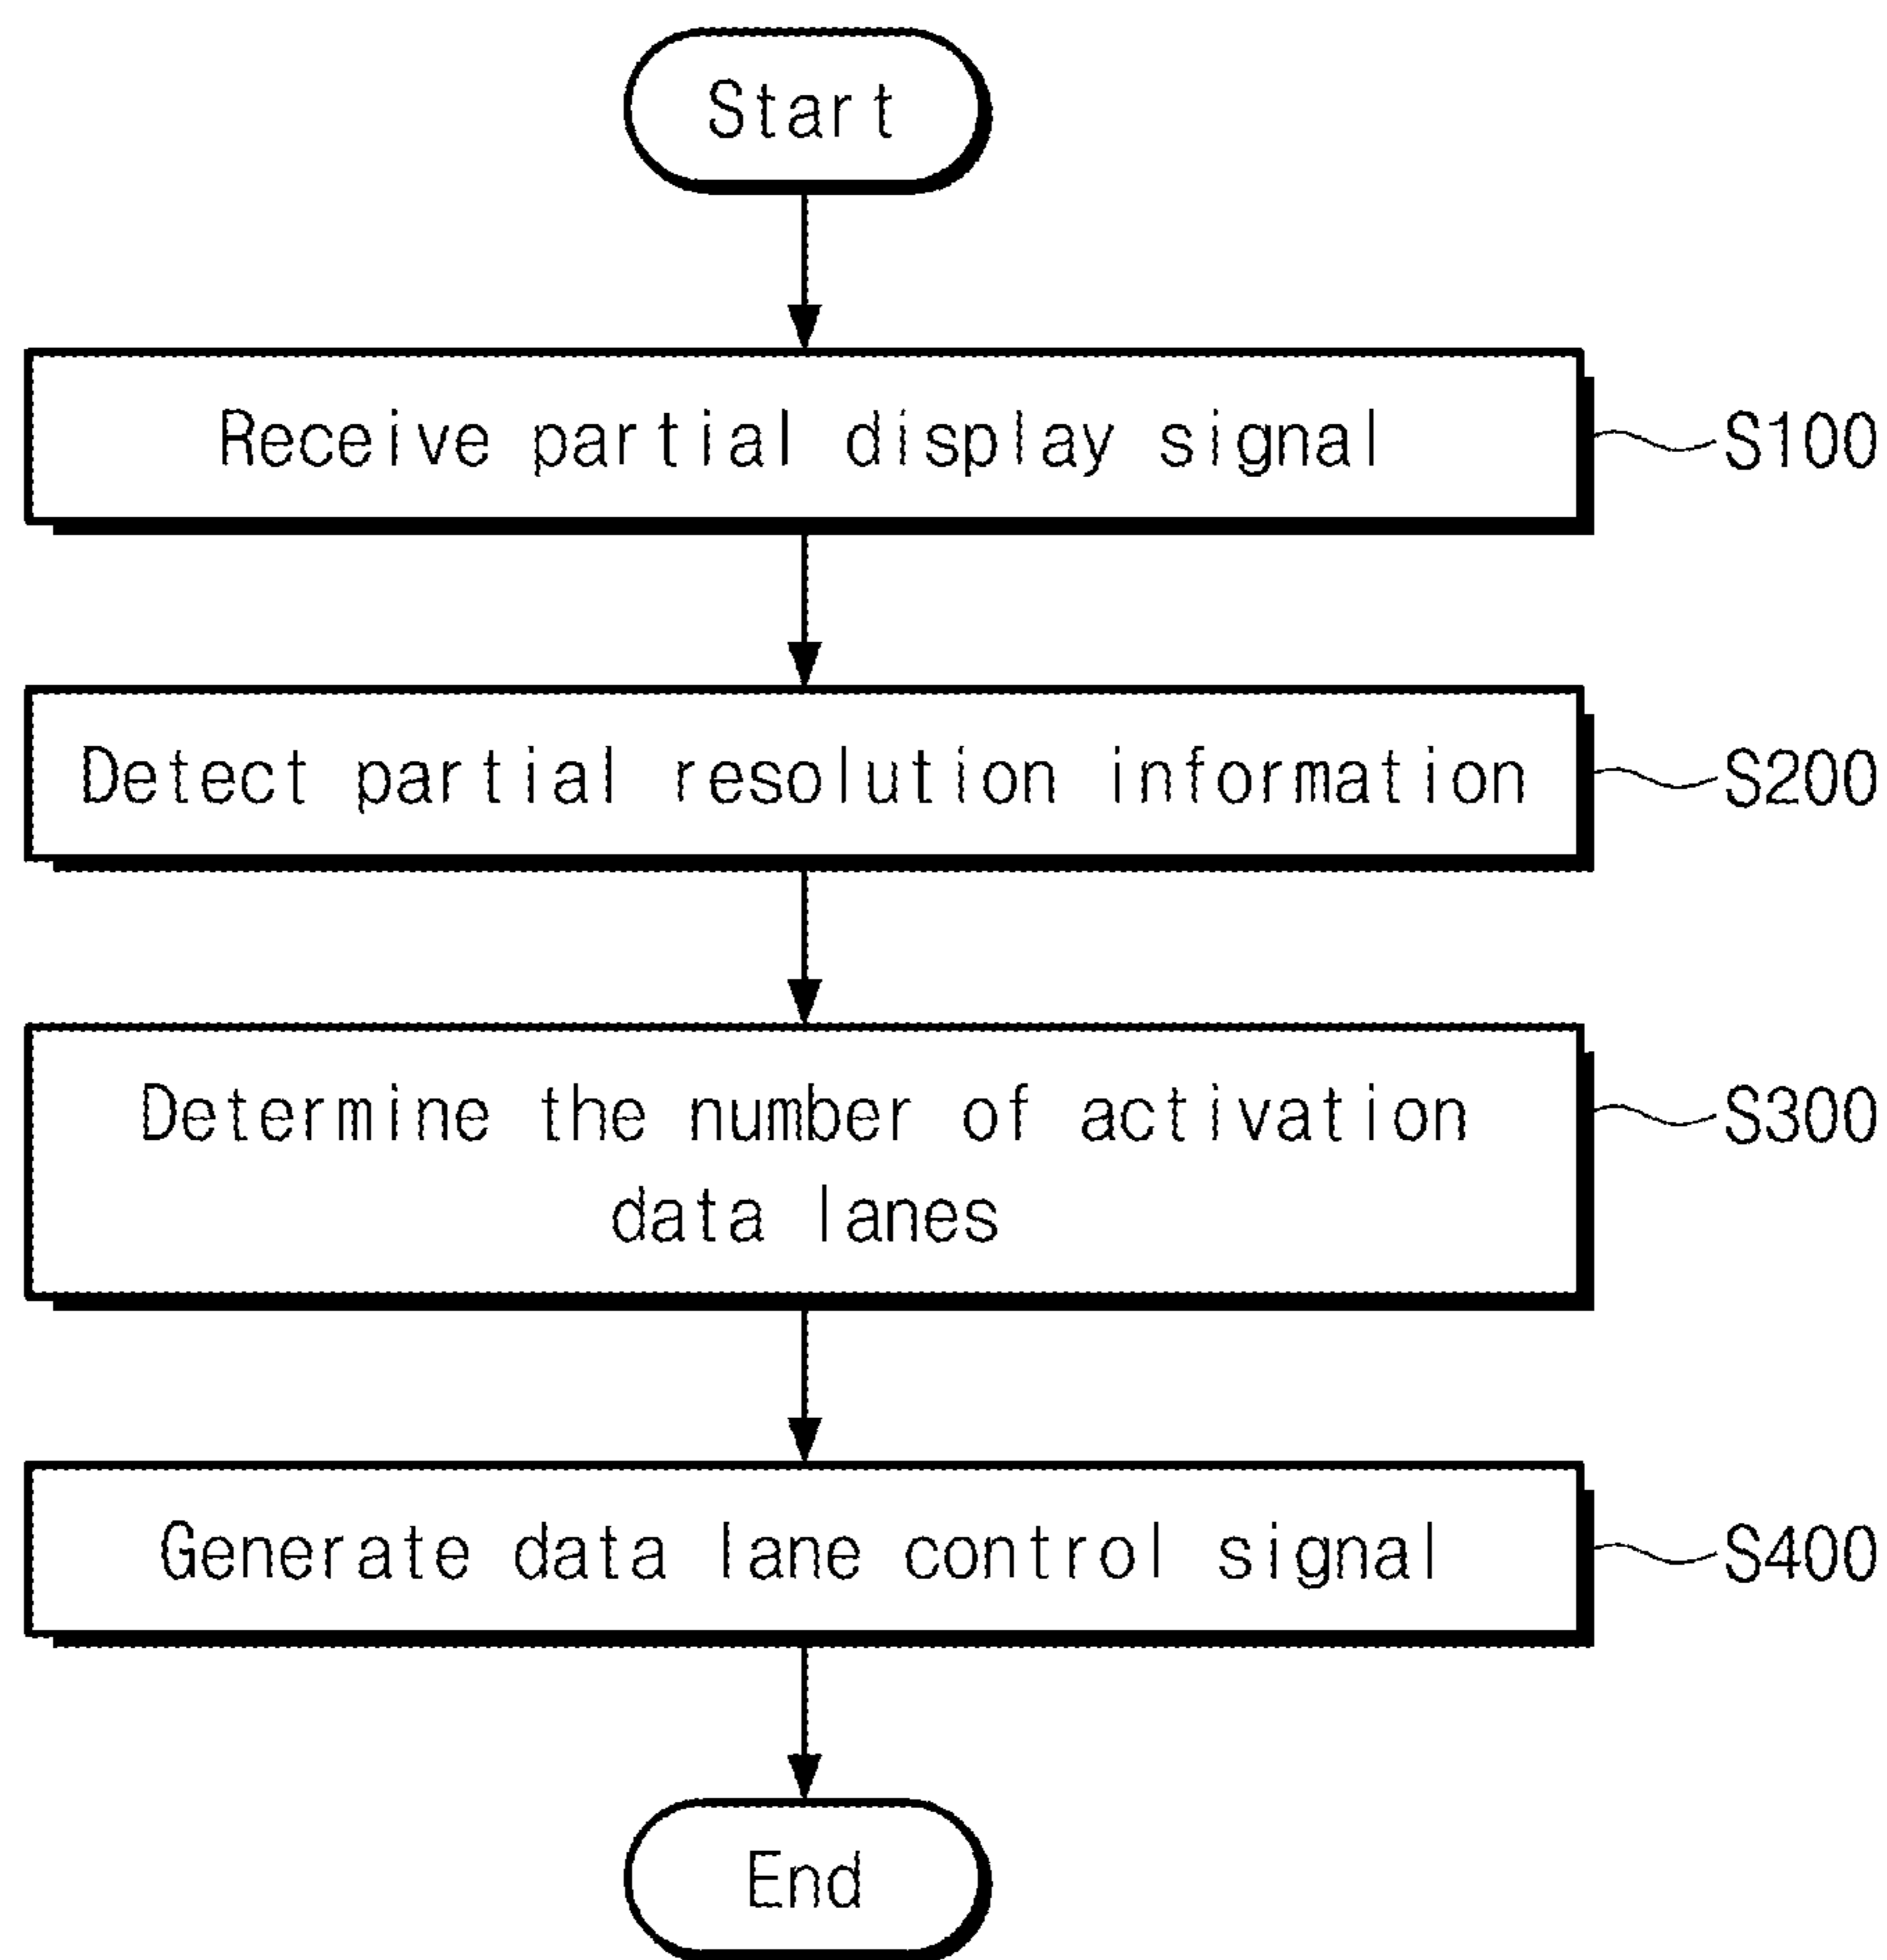 Start
Receive partial display signal
S100
Detect partial resolution information
S200
Determine the number of activation
data lanes
S300
Generate data lane control signal
S400
End